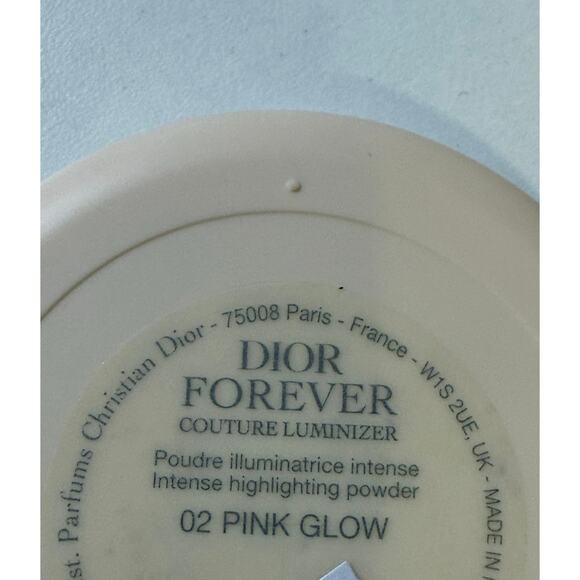 st. Parfums Christian Dior - 75008 Paris - France - W1S 2UE, UK - MADE IN
DIOR
FOREVER
COUTURE LUMINIZER
Poudre illuminatrice intense
Intense highlighting powder
02 PINK GLOW